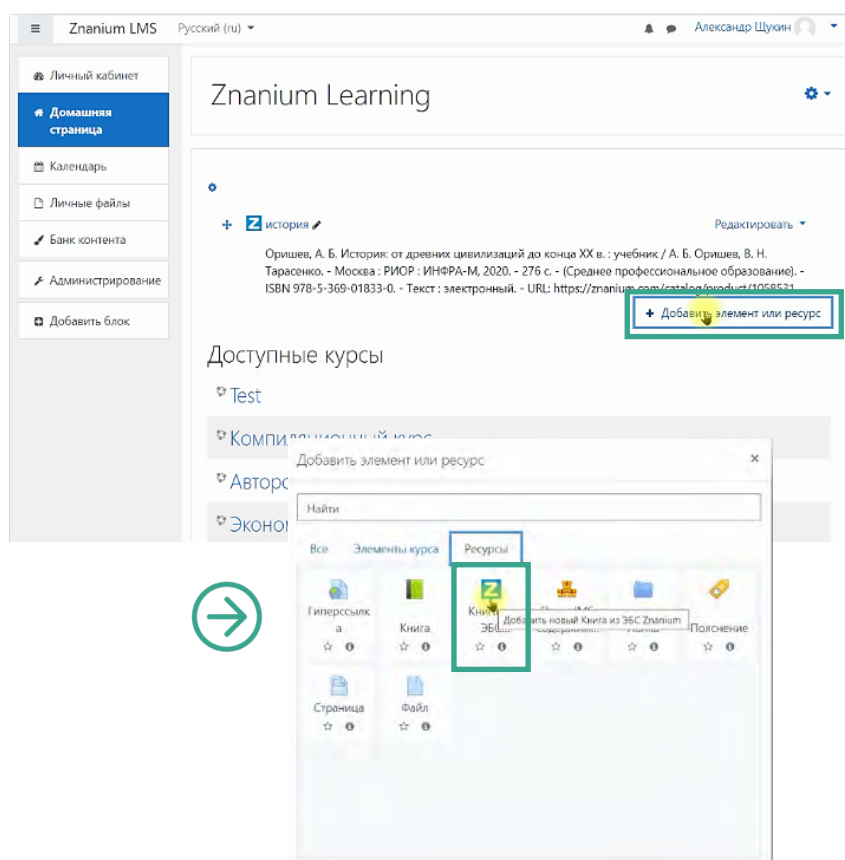 Znanium LMS Русский (ru) Александр Щукин
Личный кабинет
Домашняя
страница
Календарь
Личные файлы
Банк контента
Администрирование
Добавить блок
Znanium Learning
история Редактировать
Оришев, А. Б. История: от древних цивилизаций до конца XX в. : учебник / А. Б. Оришев, В. Н.
Тарасенко. - Москва : РИОР : ИНФРА-М, 2020. - 276 с. - (Среднее профессиональное образование). -
ISBN 978-5-369-01833-0. - Текст : электронный. - URL: https://znanium.com/catalog/product/1058531
+ Добавить элемент или ресурс
Доступные курсы
Test
Компиляционный курс
Авторс
Эконо
Добавить элемент или ресурс ×
Найти
Все Элементы курса Ресурсы
Гиперссылк
а
Книга
Книга
ЭБС...
Добавить новый Книга из ЭБС Znanium
Папка
Пояснение
Страница
Файл